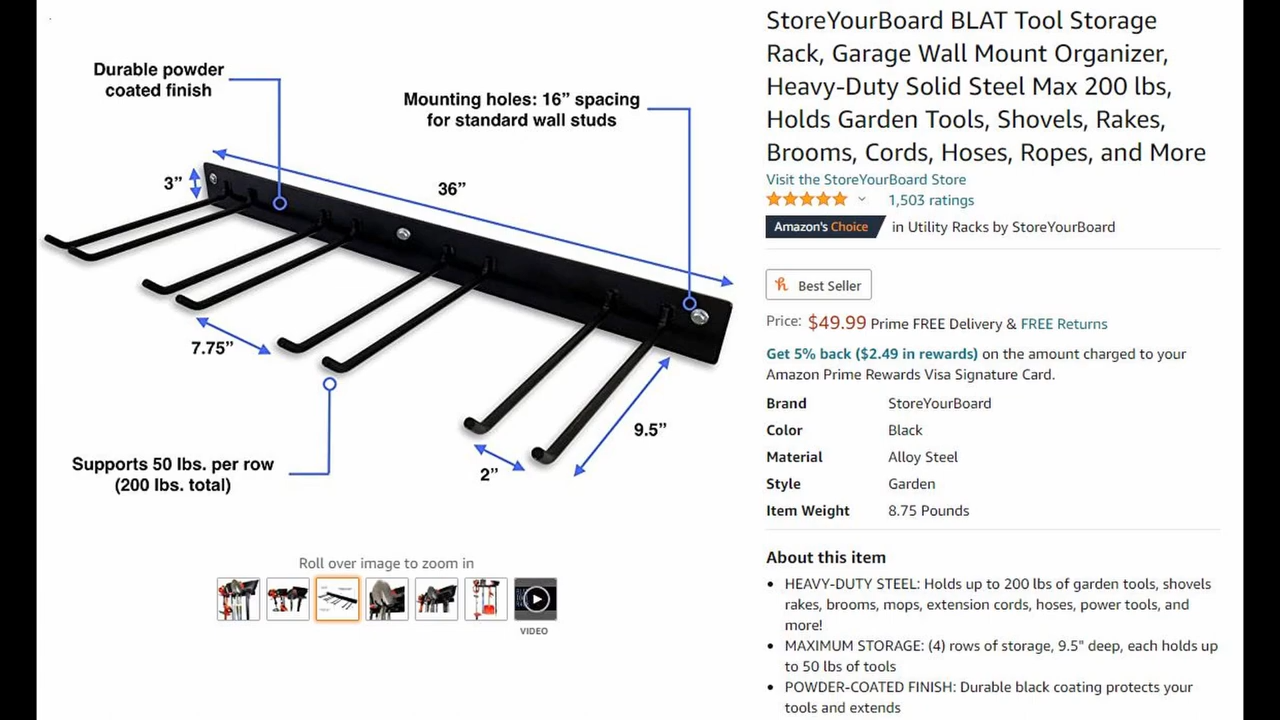 Durable powder
coated finish
Mounting holes: 16” spacing
for standard wall studs
3”
36”
7.75”
9.5”
2”
Supports 50 lbs. per row
(200 lbs. total)
Roll over image to zoom in
VIDEO
StoreYourBoard BLAT Tool Storage
Rack, Garage Wall Mount Organizer,
Heavy-Duty Solid Steel Max 200 lbs,
Holds Garden Tools, Shovels, Rakes,
Brooms, Cords, Hoses, Ropes, and More
Visit the StoreYourBoard Store
1,503 ratings
Amazon's Choice in Utility Racks by StoreYourBoard
Best Seller
Price: $49.99 Prime FREE Delivery & FREE Returns
Get 5% back ($2.49 in rewards) on the amount charged to your
Amazon Prime Rewards Visa Signature Card.
Brand StoreYourBoard
Color Black
Material Alloy Steel
Style Garden
Item Weight 8.75 Pounds
About this item
• HEAVY-DUTY STEEL: Holds up to 200 lbs of garden tools, shovels
rakes, brooms, mops, extension cords, hoses, power tools, and
more!
• MAXIMUM STORAGE: (4) rows of storage, 9.5" deep, each holds up
to 50 lbs of tools
• POWDER-COATED FINISH: Durable black coating protects your
tools and extends